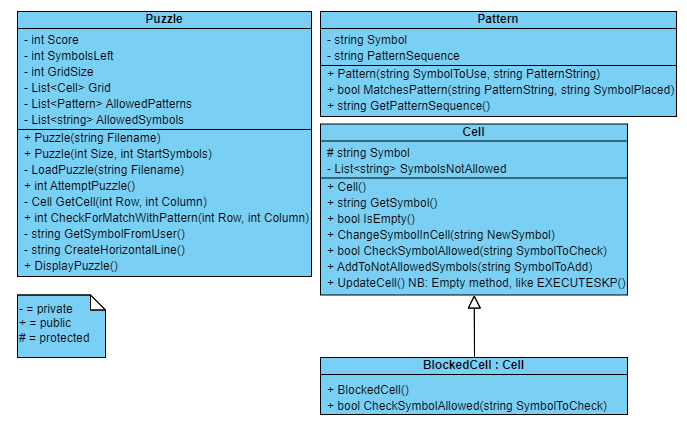 Puzzle
- int Score
- int SymbolsLeft
- int GridSize
- List<Cell> Grid
- List<Pattern> AllowedPatterns
- List<string> AllowedSymbols
+ Puzzle(string Filename)
+ Puzzle(int Size, int StartSymbols)
- LoadPuzzle(string Filename)
+ int AttemptPuzzle()
- Cell GetCell(int Row, int Column)
+ int CheckForMatchWithPattern(int Row, int Column)
- string GetSymbolFromUser()
- string CreateHorizontalLine()
+ DisplayPuzzle()
- = private
+ = public
# = protected
Pattern
- string Symbol
- string PatternSequence
+ Pattern(string SymbolToUse, string PatternString)
+ bool MatchesPattern(string PatternString, string SymbolPlaced)
+ string GetPatternSequence()
Cell
# string Symbol
- List<string> SymbolsNotAllowed
+ Cell()
+ string GetSymbol()
+ bool IsEmpty()
+ ChangeSymbolInCell(string NewSymbol)
+ bool CheckSymbolAllowed(string SymbolToCheck)
+ AddToNotAllowedSymbols(string SymbolToAdd)
+ UpdateCell() NB: Empty method, like EXECUTESKP()
BlockedCell : Cell
+ BlockedCell()
+ bool CheckSymbolAllowed(string SymbolToCheck)